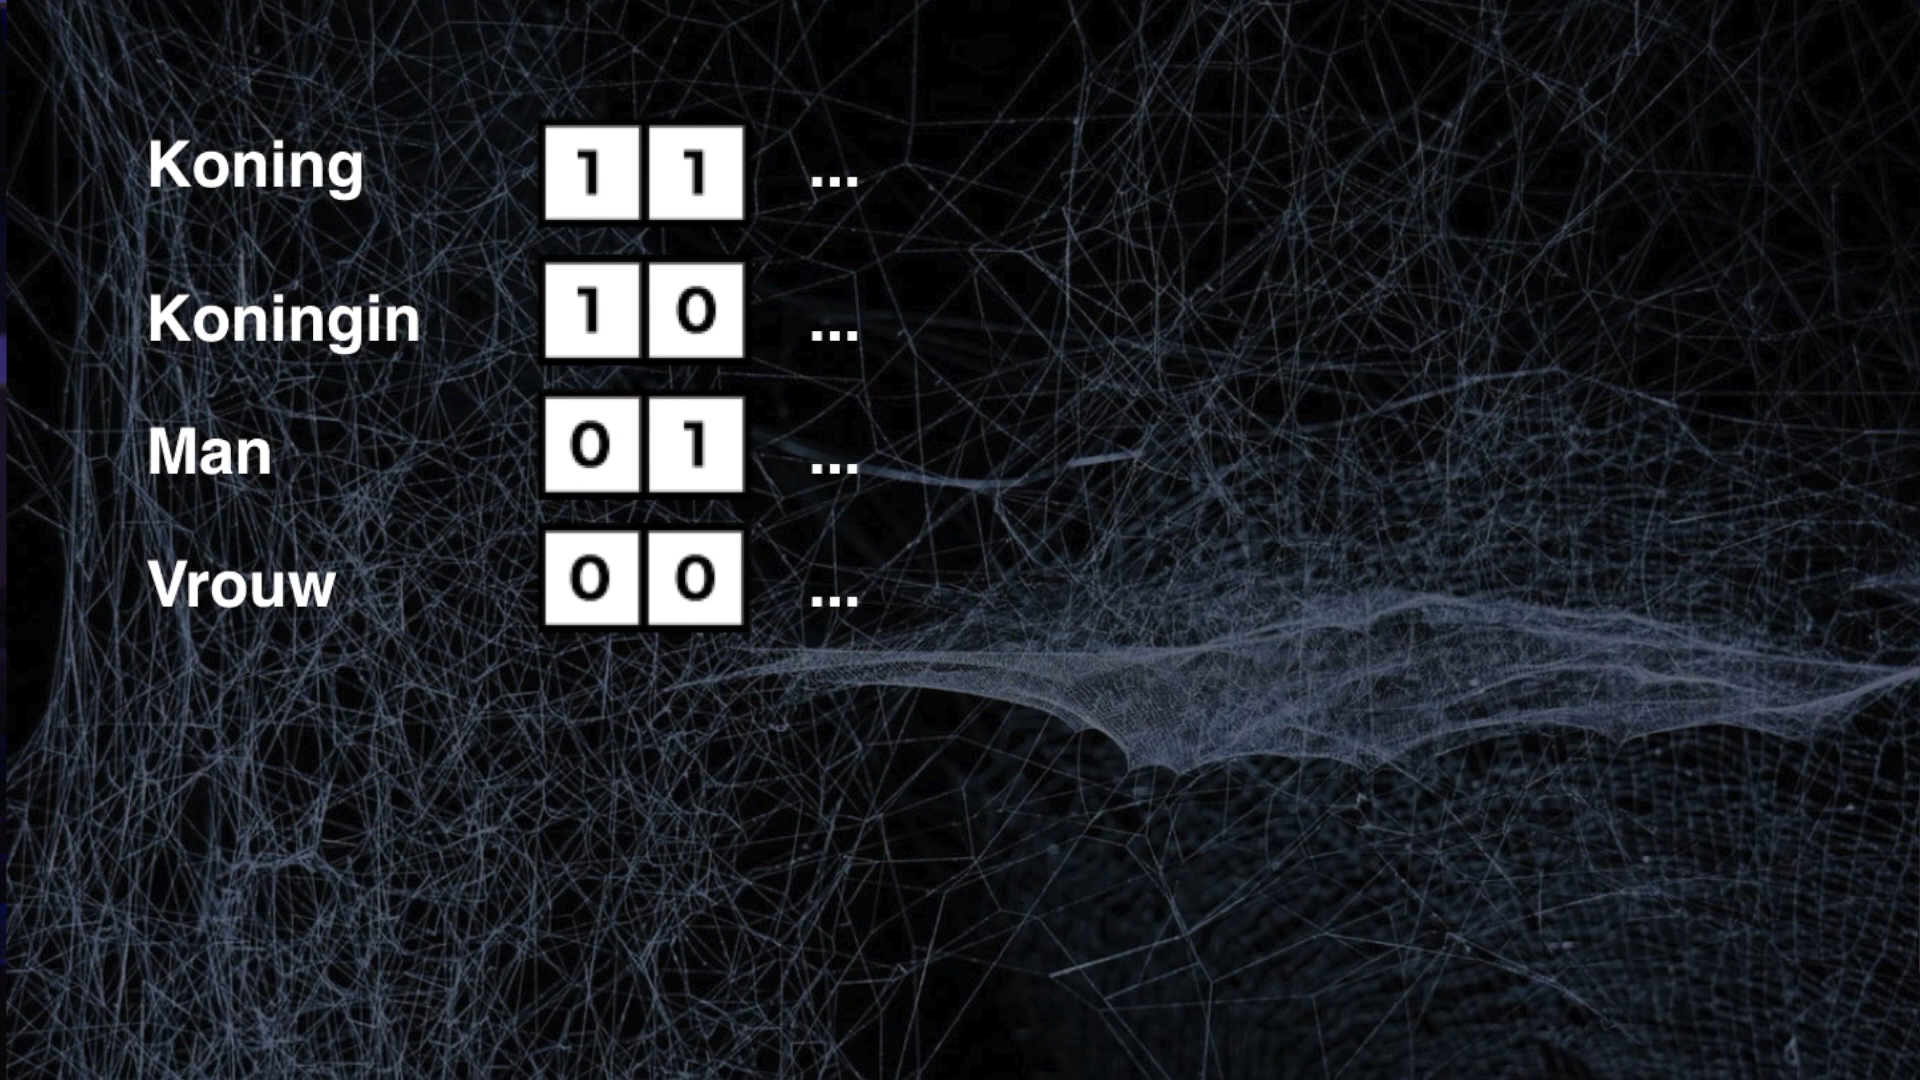 Koning 1 1 ...
Koningin 1 0 ...
Man 0 1 ...
Vrouw 0 0 ...